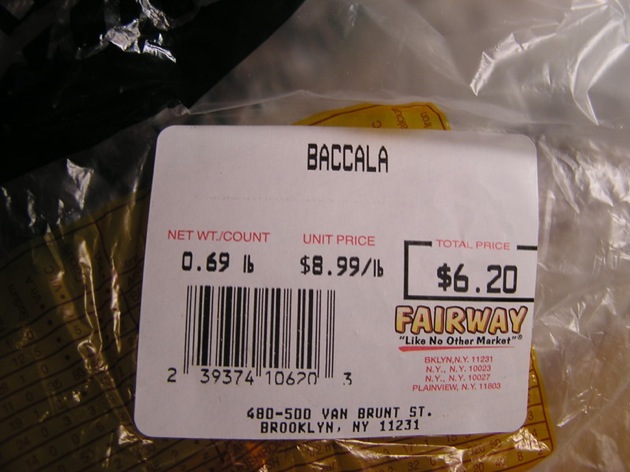 BACCALA
NET WT./COUNT UNIT PRICE TOTAL PRICE
0.69 lb $8.99/lb $6.20
FAIRWAY
"Like No Other Market"®
BKLYN,N.Y. 11231
N.Y., N.Y. 10023
N.Y., N.Y. 10027
PLAINVIEW, N.Y. 11803
2 39374 10620 3
480-500 VAN BRUNT ST.
BROOKLYN, NY 11231